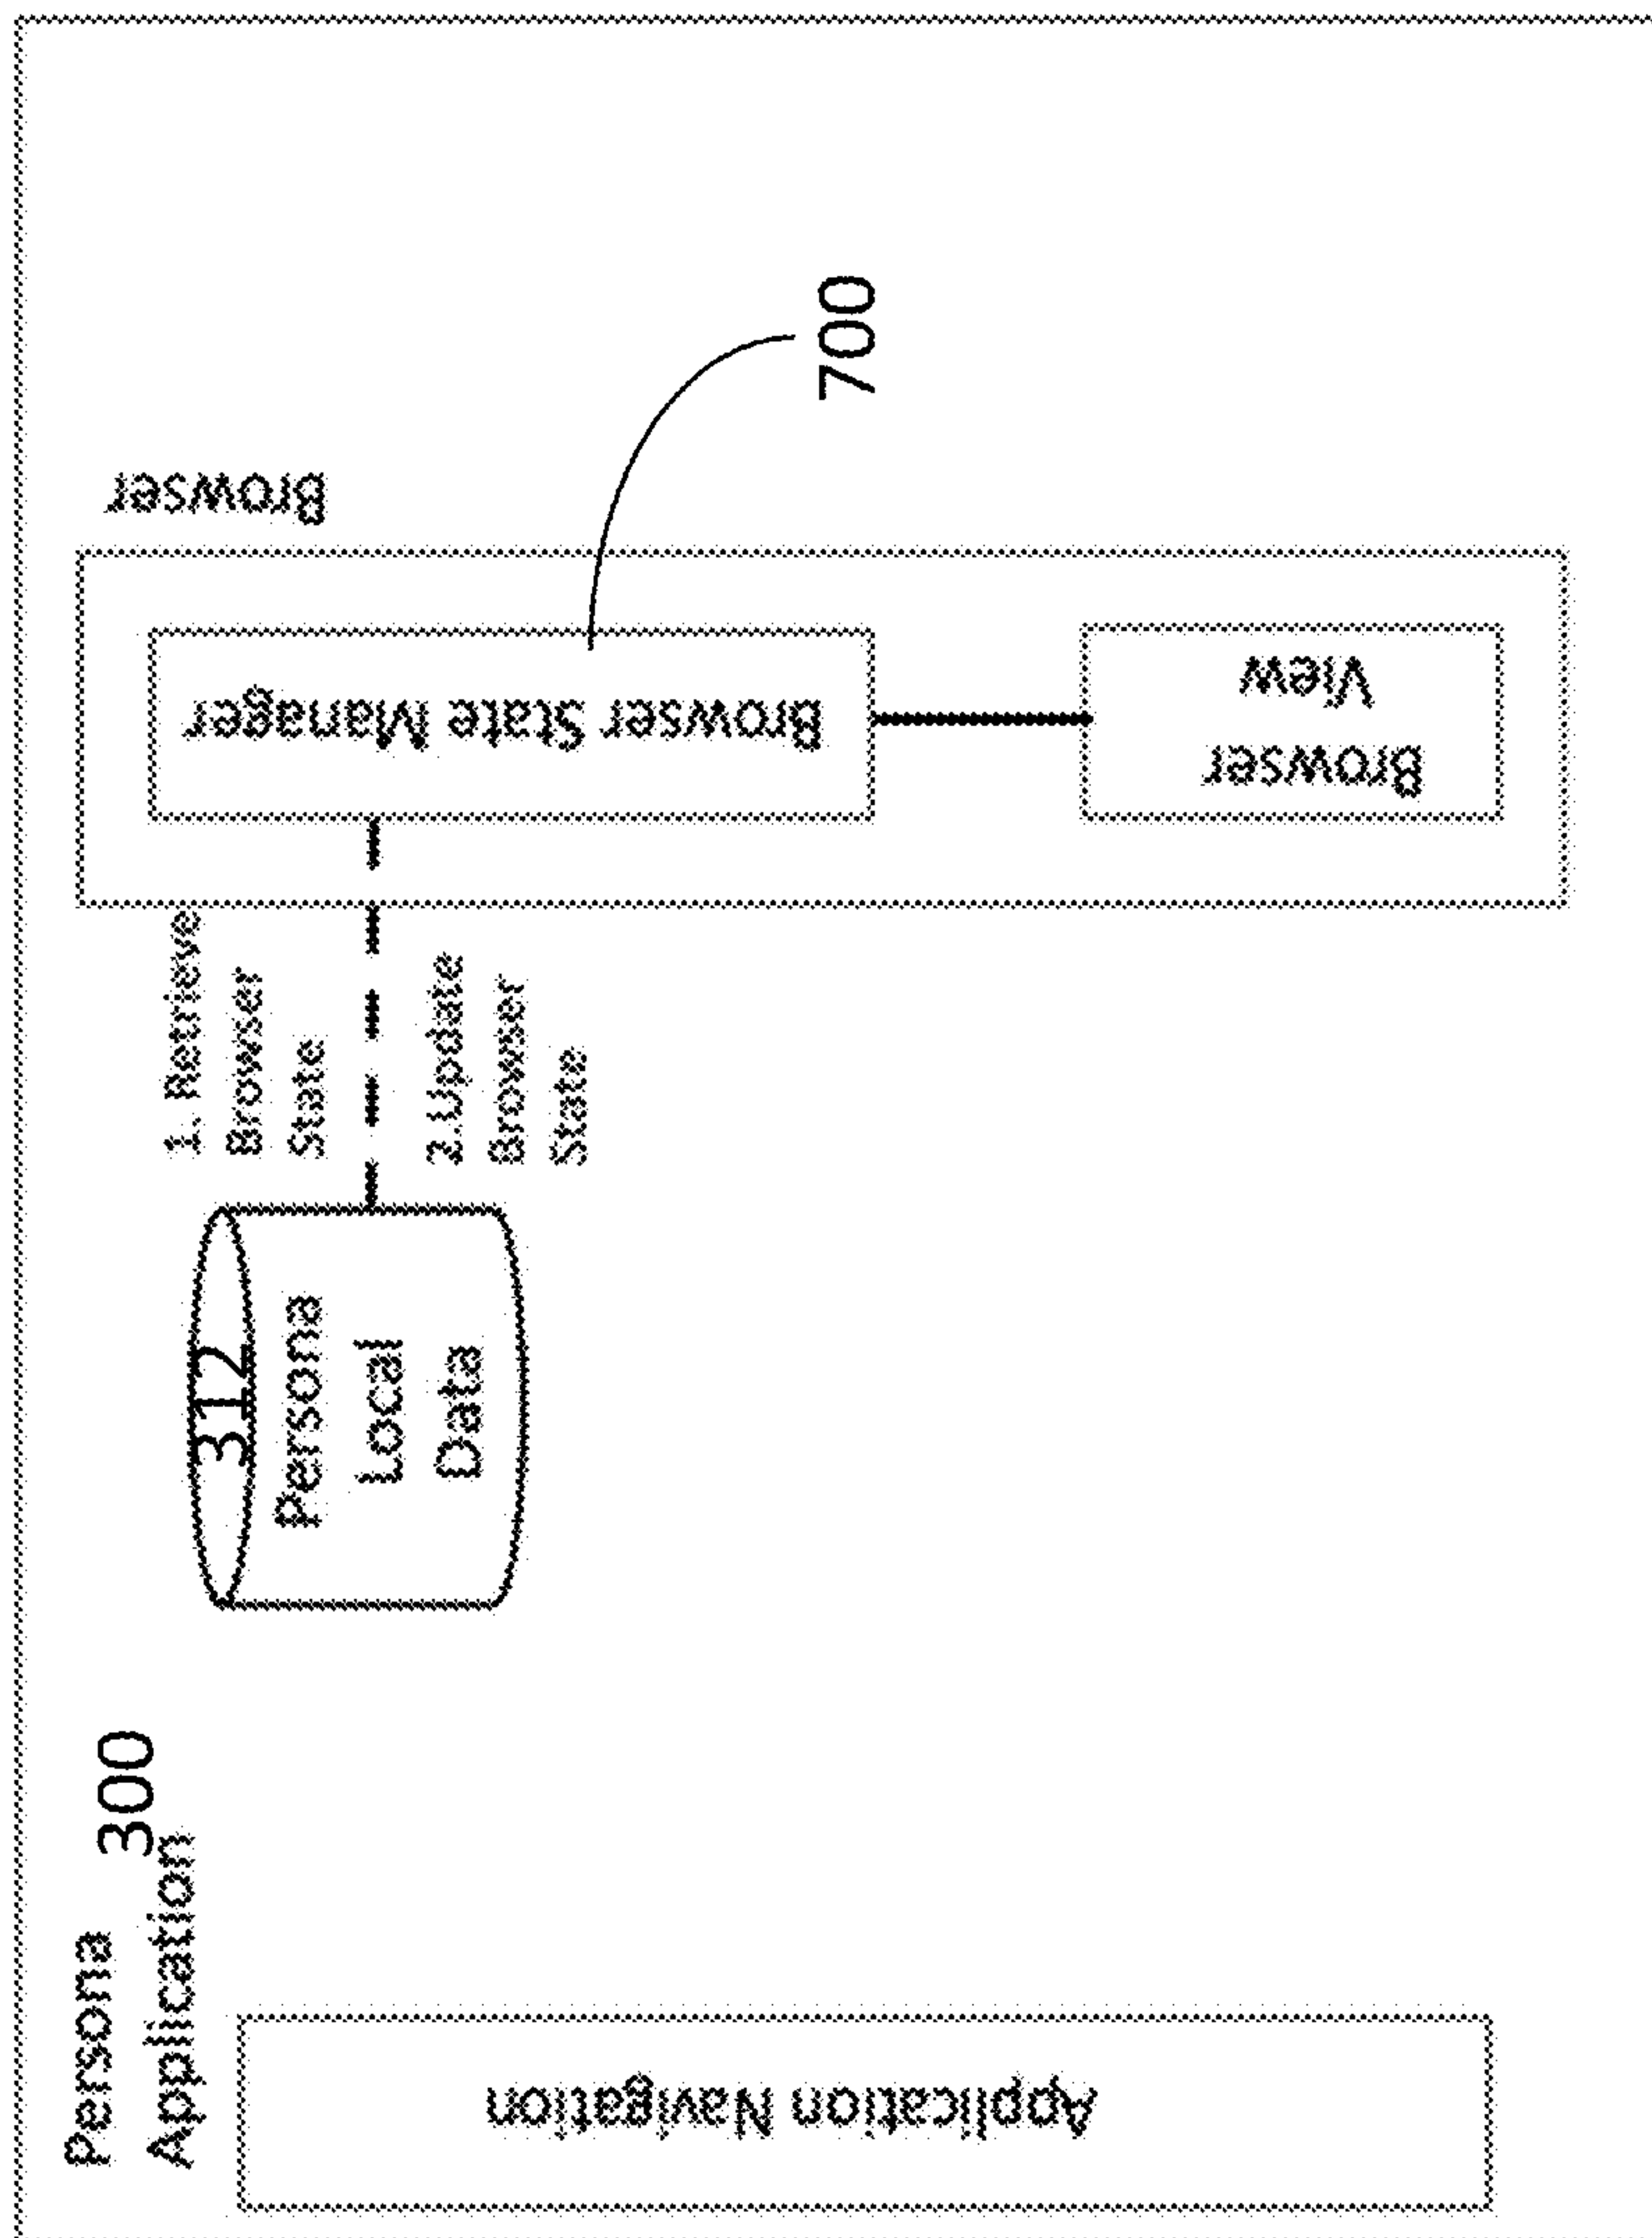 Persona
Application
300
Application Navigation
312
Persona
Local
Data
1. Retrieve
Browser
State
2.Update
Browser
State
Browser
Browser State Manager
Browser
View
700